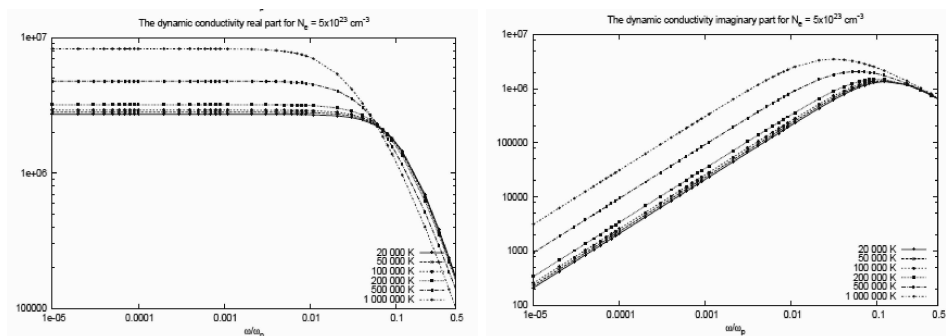 The dynamic conductivity real part for Ne = 5x10^23 cm^-3
1e+07
1e+06
100000
1e-05
0.0001
0.001
0.01
0.1
0.5
ω/ωp
20 000 K
50 000 K
100 000 K
200 000 K
500 000 K
1 000 000 K
The dynamic conductivity imaginary part for Ne = 5x10^23 cm^-3
1e+07
1e+06
100000
10000
1000
100
1e-05
0.0001
0.001
0.01
0.1
0.5
ω/ωp
20 000 K
50 000 K
100 000 K
200 000 K
500 000 K
1 000 000 K